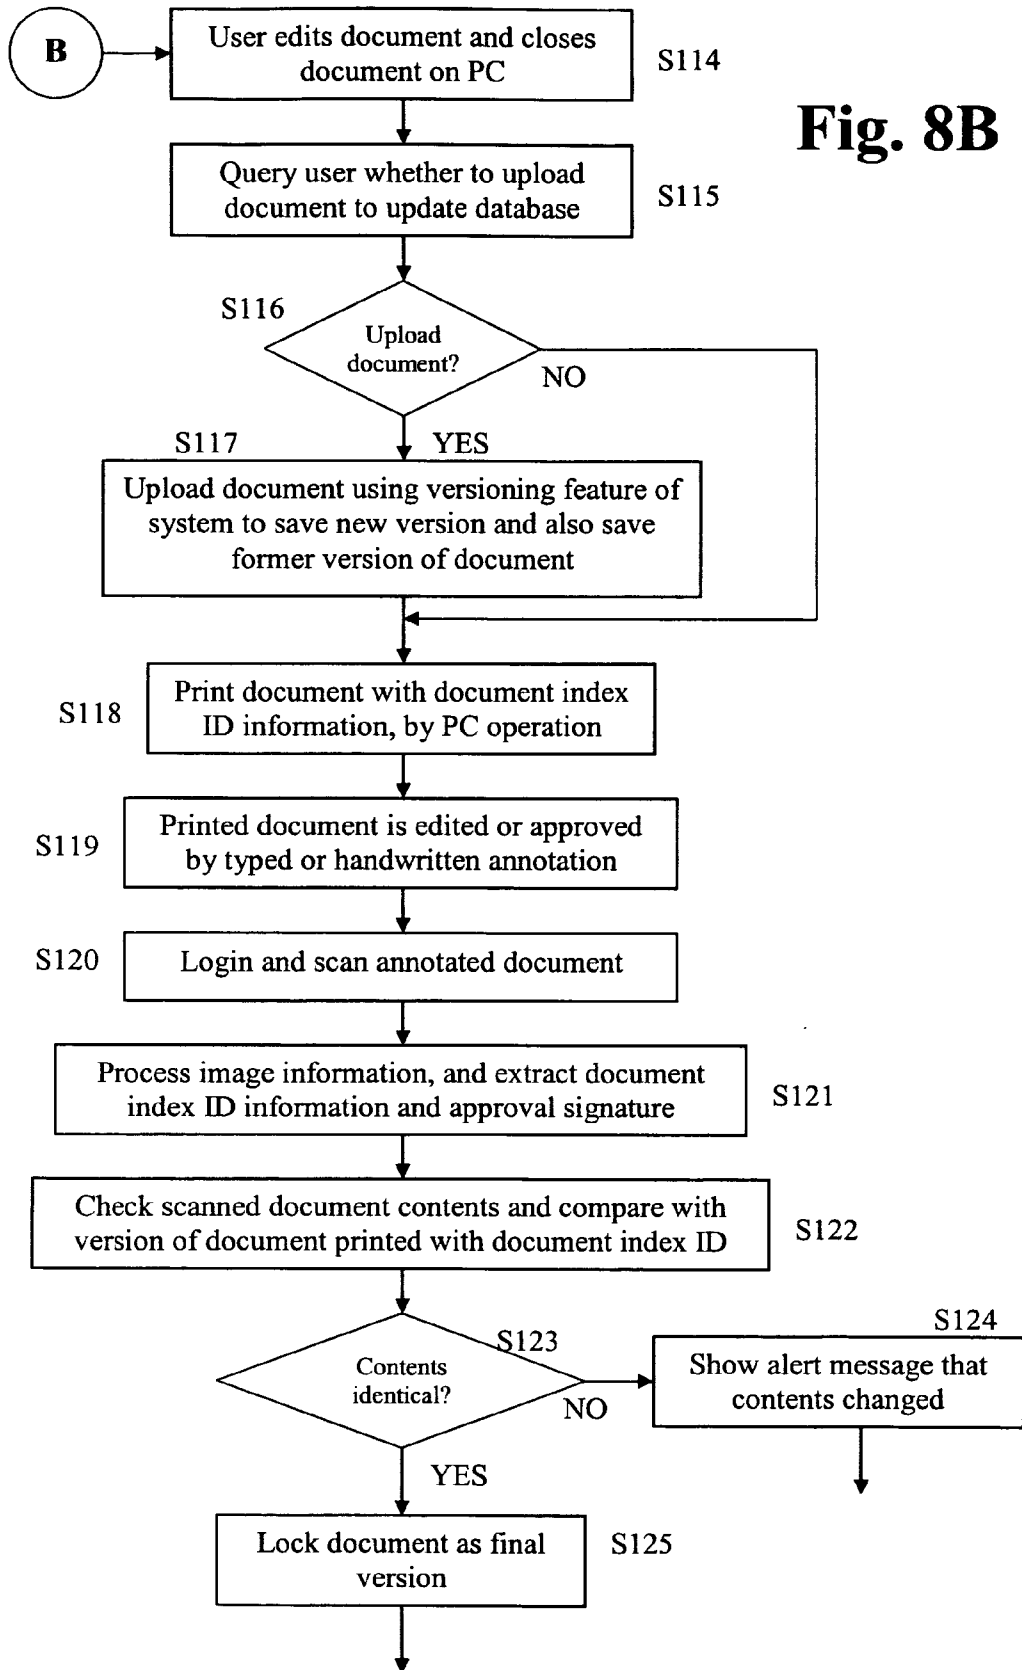 B
User edits document and closes
document on PC
S114
Fig. 8B
Query user whether to upload
document to update database
S115
S116
Upload
document?
NO
S117
YES
Upload document using versioning feature of
system to save new version and also save
former version of document
Print document with document index
ID information, by PC operation
S118
Printed document is edited or approved
by typed or handwritten annotation
S119
S120
Login and scan annotated document
Process image information, and extract document
index ID information and approval signature
S121
Check scanned document contents and compare with
version of document printed with document index ID
S122
S123
Contents
identical?
NO
S124
Show alert message that
contents changed
YES
Lock document as final
version
S125